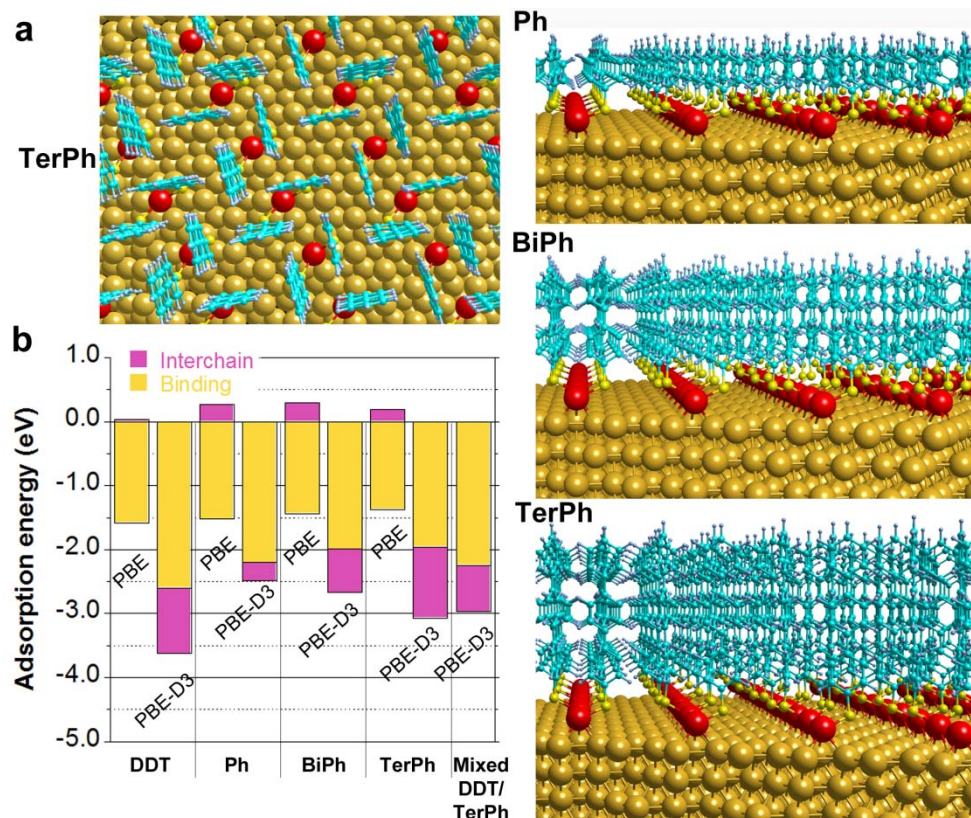 a
TerPh
Ph
BiPh
TerPh
b
Interchain
Binding
Adsorption energy (eV)
1.0
0.0
-1.0
-2.0
-3.0
-4.0
-5.0
PBE
PBE-D3
PBE
PBE-D3
PBE
PBE-D3
PBE
PBE-D3
PBE-D3
DDT
Ph
BiPh
TerPh
Mixed
DDT/
TerPh